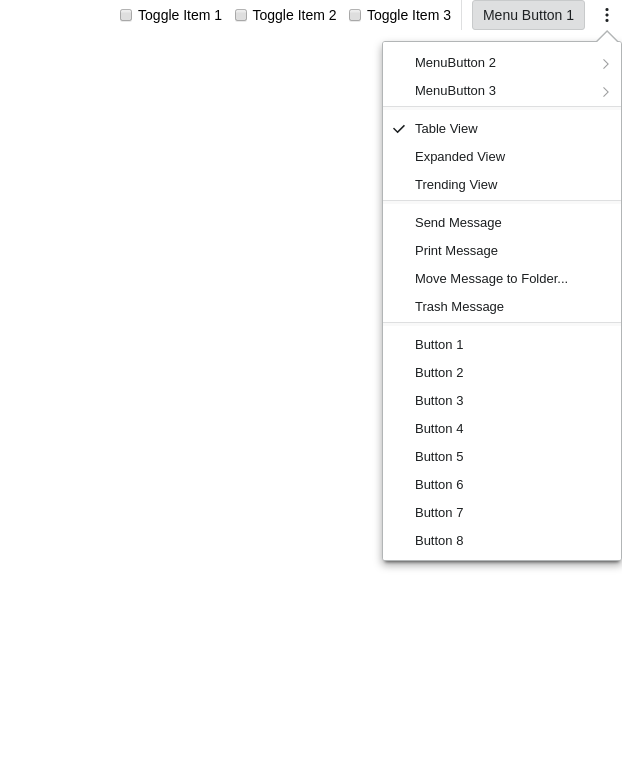 Toggle Item 1 Toggle Item 2 Toggle Item 3 Menu Button 1
MenuButton 2
MenuButton 3
Table View
Expanded View
Trending View
Send Message
Print Message
Move Message to Folder...
Trash Message
Button 1
Button 2
Button 3
Button 4
Button 5
Button 6
Button 7
Button 8